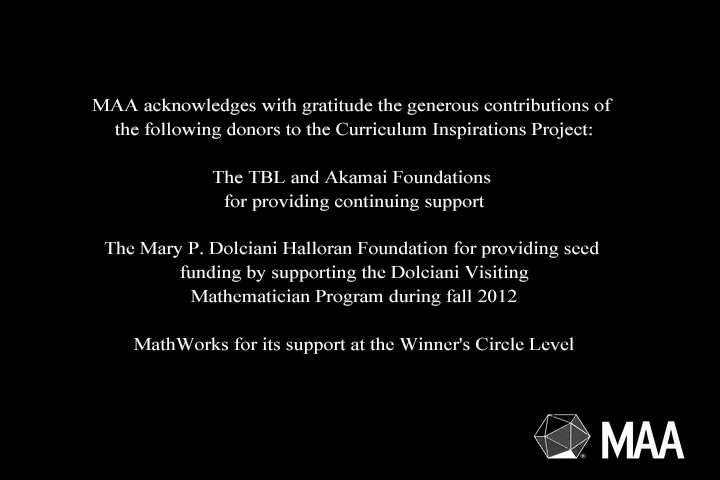 MAA acknowledges with gratitude the generous contributions of
the following donors to the Curriculum Inspirations Project:
The TBL and Akamai Foundations
for providing continuing support
The Mary P. Dolciani Halloran Foundation for providing seed
funding by supporting the Dolciani Visiting
Mathematician Program during fall 2012
MathWorks for its support at the Winner's Circle Level
® MAA